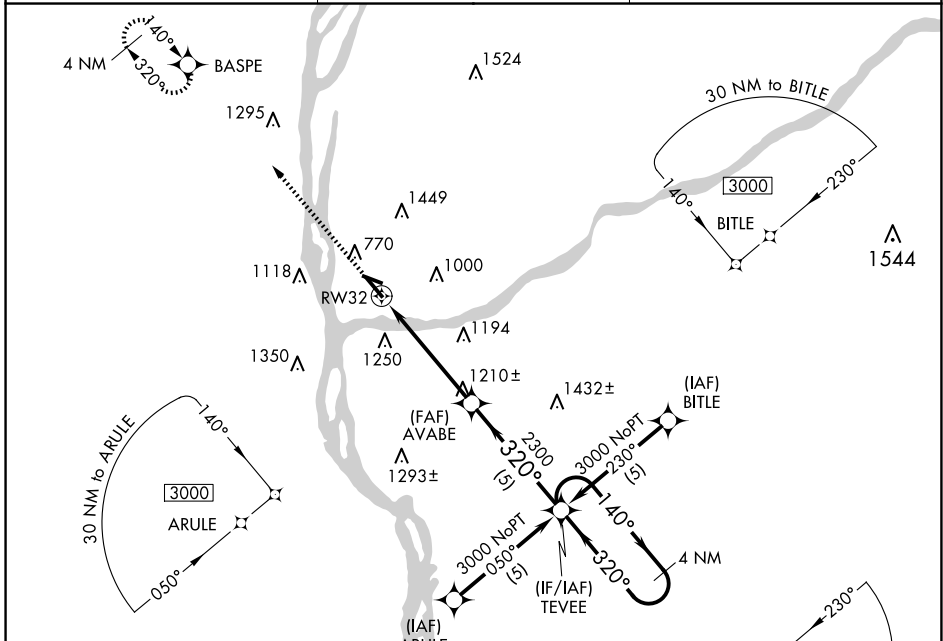 140°
4 NM
320°
BASPE
1524
30 NM to BITLE
1295
140°
3000
230°
BITLE
1449
770
1544
1118
1000
RW32
1194
1350
1250
1210±
(IAF)
BITLE
1432±
(FAF)
AVABE
30 NM to ARULE
140°
2300
320°
(5)
3000 NoPT
230°
(5)
1293±
3000
ARULE
140°
050°
3000 NoPT
050°
(5)
4 NM
320°
(IF/IAF)
TEVEE
230°
(IAF)